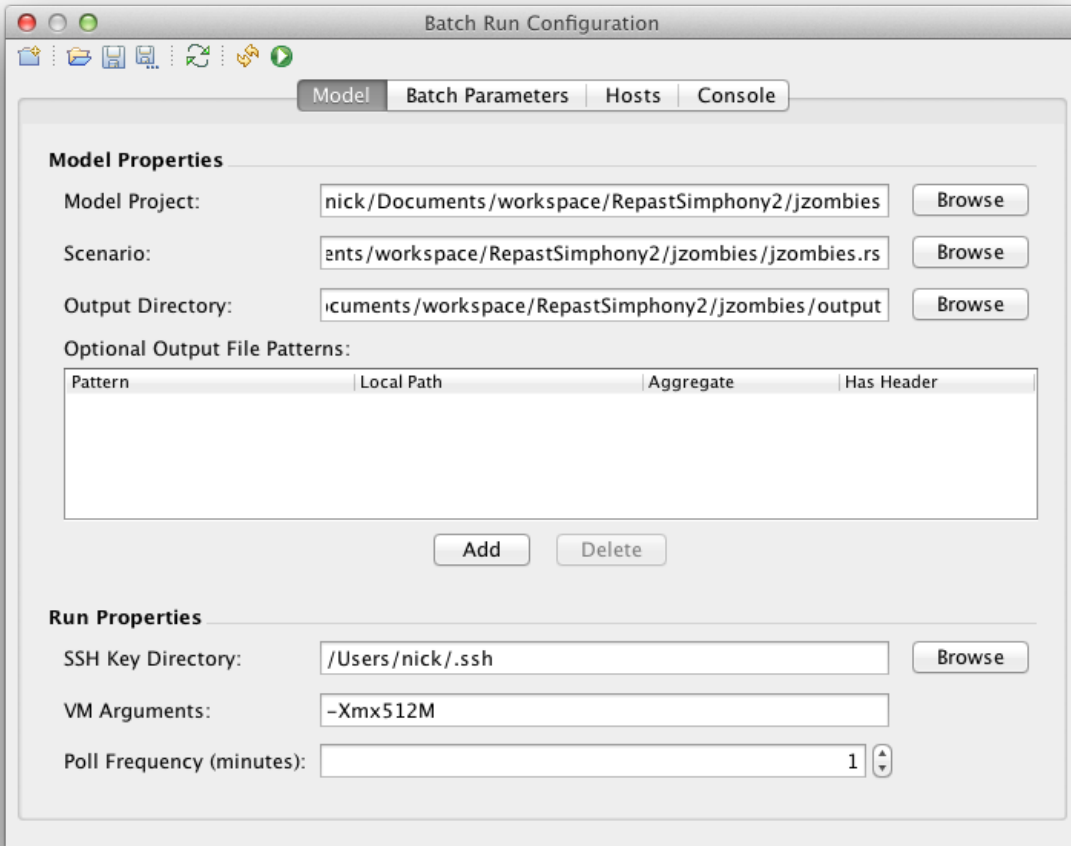 Batch Run Configuration
Model Batch Parameters Hosts Console
Model Properties
Model Project: nick/Documents/workspace/RepastSimphony2/jzombies Browse
Scenario: ents/workspace/RepastSimphony2/jzombies/jzombies.rs Browse
Output Directory: ocuments/workspace/RepastSimphony2/jzombies/output Browse
Optional Output File Patterns:
Pattern Local Path Aggregate Has Header
Add Delete
Run Properties
SSH Key Directory: /Users/nick/.ssh Browse
VM Arguments: -Xmx512M
Poll Frequency (minutes): 1